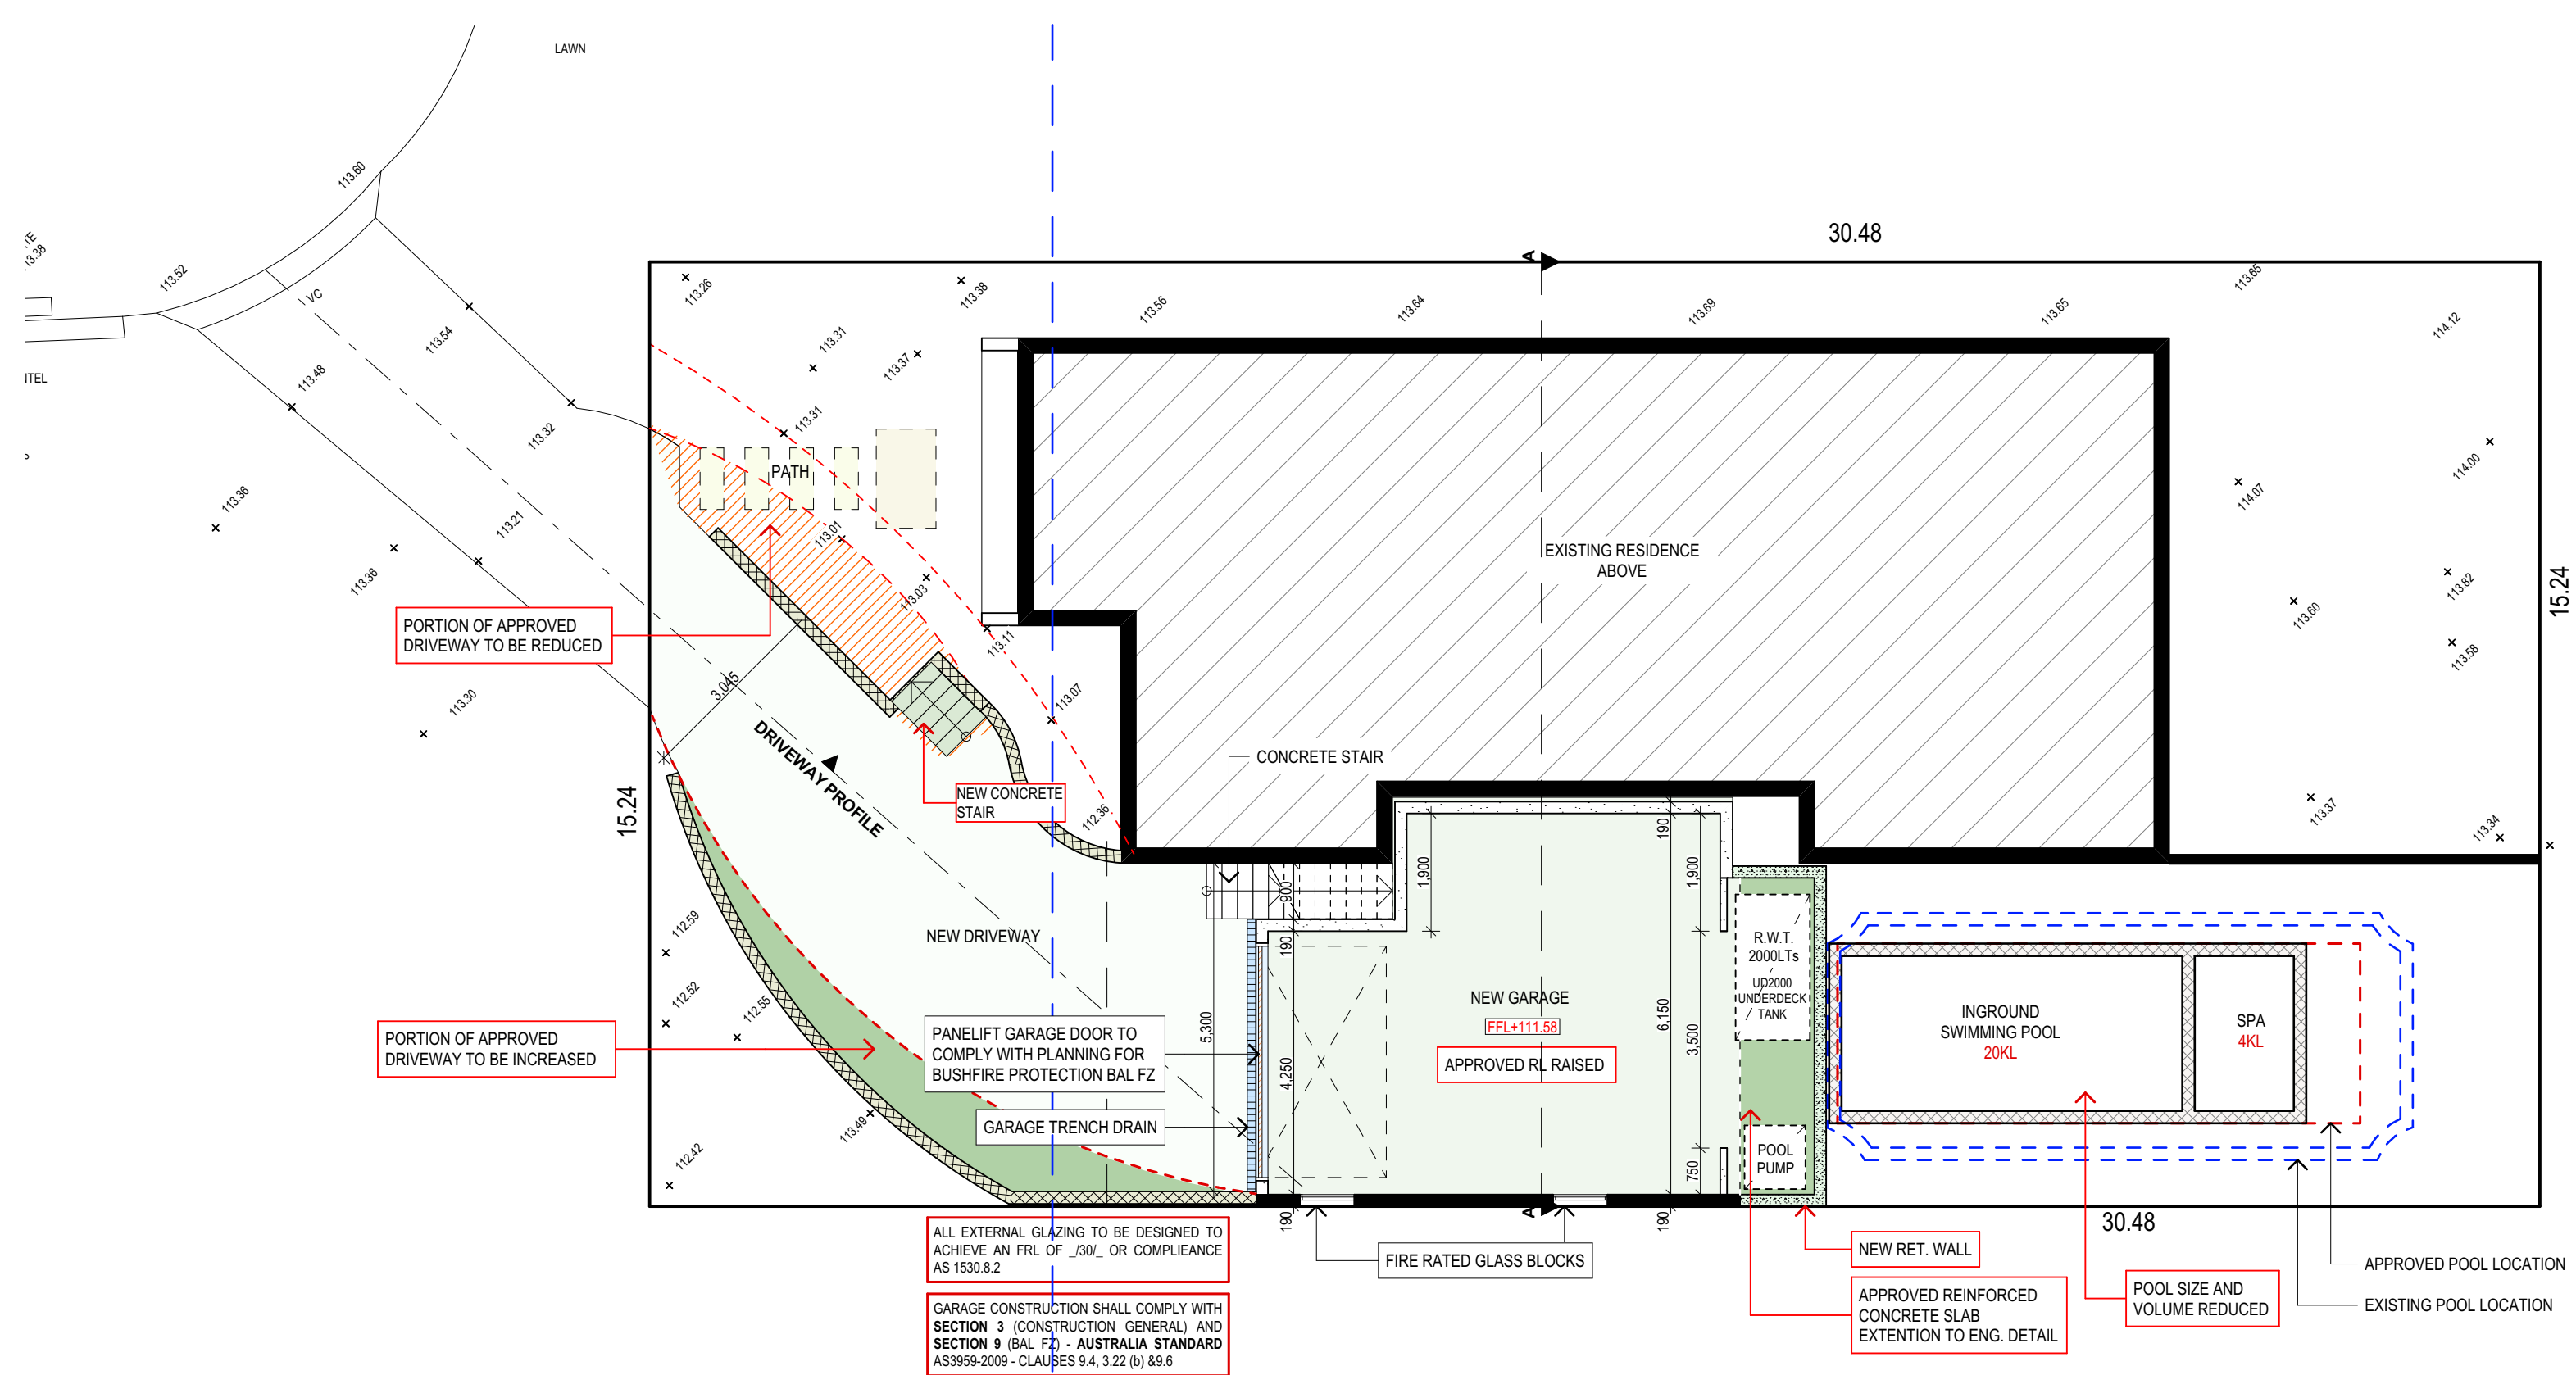 LAWN
113.60
113.38
113.52
VC
113.54
113.48
113.32
113.36
113.21
113.36
113.30
30.48
A
113.26
113.38
113.56
113.64
113.69
113.65
113.65
114.12
113.31
113.37
113.31
PATH
113.01
113.03
113.11
113.07
112.36
114.00
114.07
113.82
113.60
113.58
113.37
113.34
15.24
EXISTING RESIDENCE
ABOVE
PORTION OF APPROVED
DRIVEWAY TO BE REDUCED
3,045
DRIVEWAY PROFILE
NEW CONCRETE
STAIR
CONCRETE STAIR
15.24
112.59
112.52
112.55
113.49
112.42
NEW DRIVEWAY
PORTION OF APPROVED
DRIVEWAY TO BE INCREASED
PANELIFT GARAGE DOOR TO
COMPLY WITH PLANNING FOR
BUSHFIRE PROTECTION BAL FZ
GARAGE TRENCH DRAIN
900
190
5,300
4,250
190
1,900
190
1,900
6,150
3,500
750
190
NEW GARAGE
FFL+111.58
APPROVED RL RAISED
R.W.T.
2000LTs
UD2000
UNDERDECK
TANK
POOL
PUMP
INGROUND
SWIMMING POOL
20KL
SPA
4KL
A
30.48
ALL EXTERNAL GLAZING TO BE DESIGNED TO
ACHIEVE AN FRL OF _/30/_ OR COMPLIEANCE
AS 1530.8.2
GARAGE CONSTRUCTION SHALL COMPLY WITH
SECTION 3 (CONSTRUCTION GENERAL) AND
SECTION 9 (BAL FZ) - AUSTRALIA STANDARD
AS3959-2009 - CLAUSES 9.4, 3.22 (b) &9.6
FIRE RATED GLASS BLOCKS
NEW RET. WALL
APPROVED REINFORCED
CONCRETE SLAB
EXTENTION TO ENG. DETAIL
POOL SIZE AND
VOLUME REDUCED
APPROVED POOL LOCATION
EXISTING POOL LOCATION